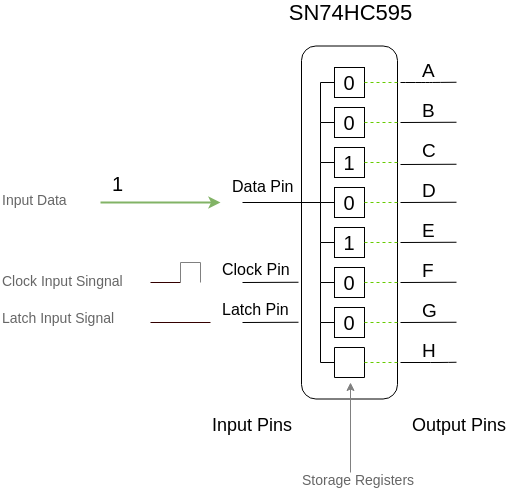 SN74HC595
0
A
0
B
1
C
1
Data Pin
Input Data
0
D
1
E
Clock Pin
Clock Input Singnal
0
F
Latch Pin
Latch Input Signal
0
G
H
Input Pins
Output Pins
Storage Registers